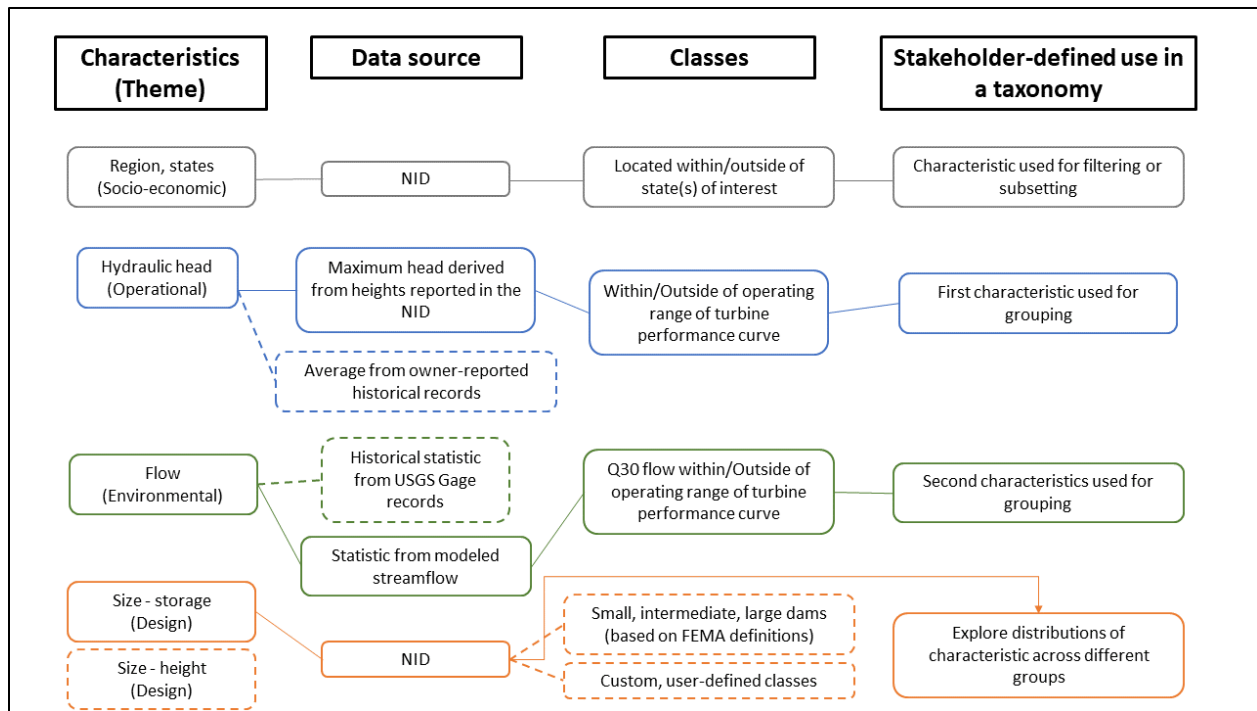 Characteristics
(Theme)
Data source
Classes
Stakeholder-defined use in
a taxonomy
Region, states
(Socio-economic)
NID
Located within/outside of
state(s) of interest
Characteristic used for filtering or
subsetting
Hydraulic head
(Operational)
Maximum head derived
from heights reported in the
NID
Within/Outside of operating
range of turbine
performance curve
First characteristic used for
grouping
Average from owner-reported
historical records
Flow
(Environmental)
Historical statistic
from USGS Gage
records
Q30 flow within/Outside of
operating range of turbine
performance curve
Second characteristics used for
grouping
Statistic from modeled
streamflow
Size - storage
(Design)
Size - height
(Design)
NID
Small, intermediate, large dams
(based on FEMA definitions)
Custom, user-defined classes
Explore distributions of
characteristic across different
groups